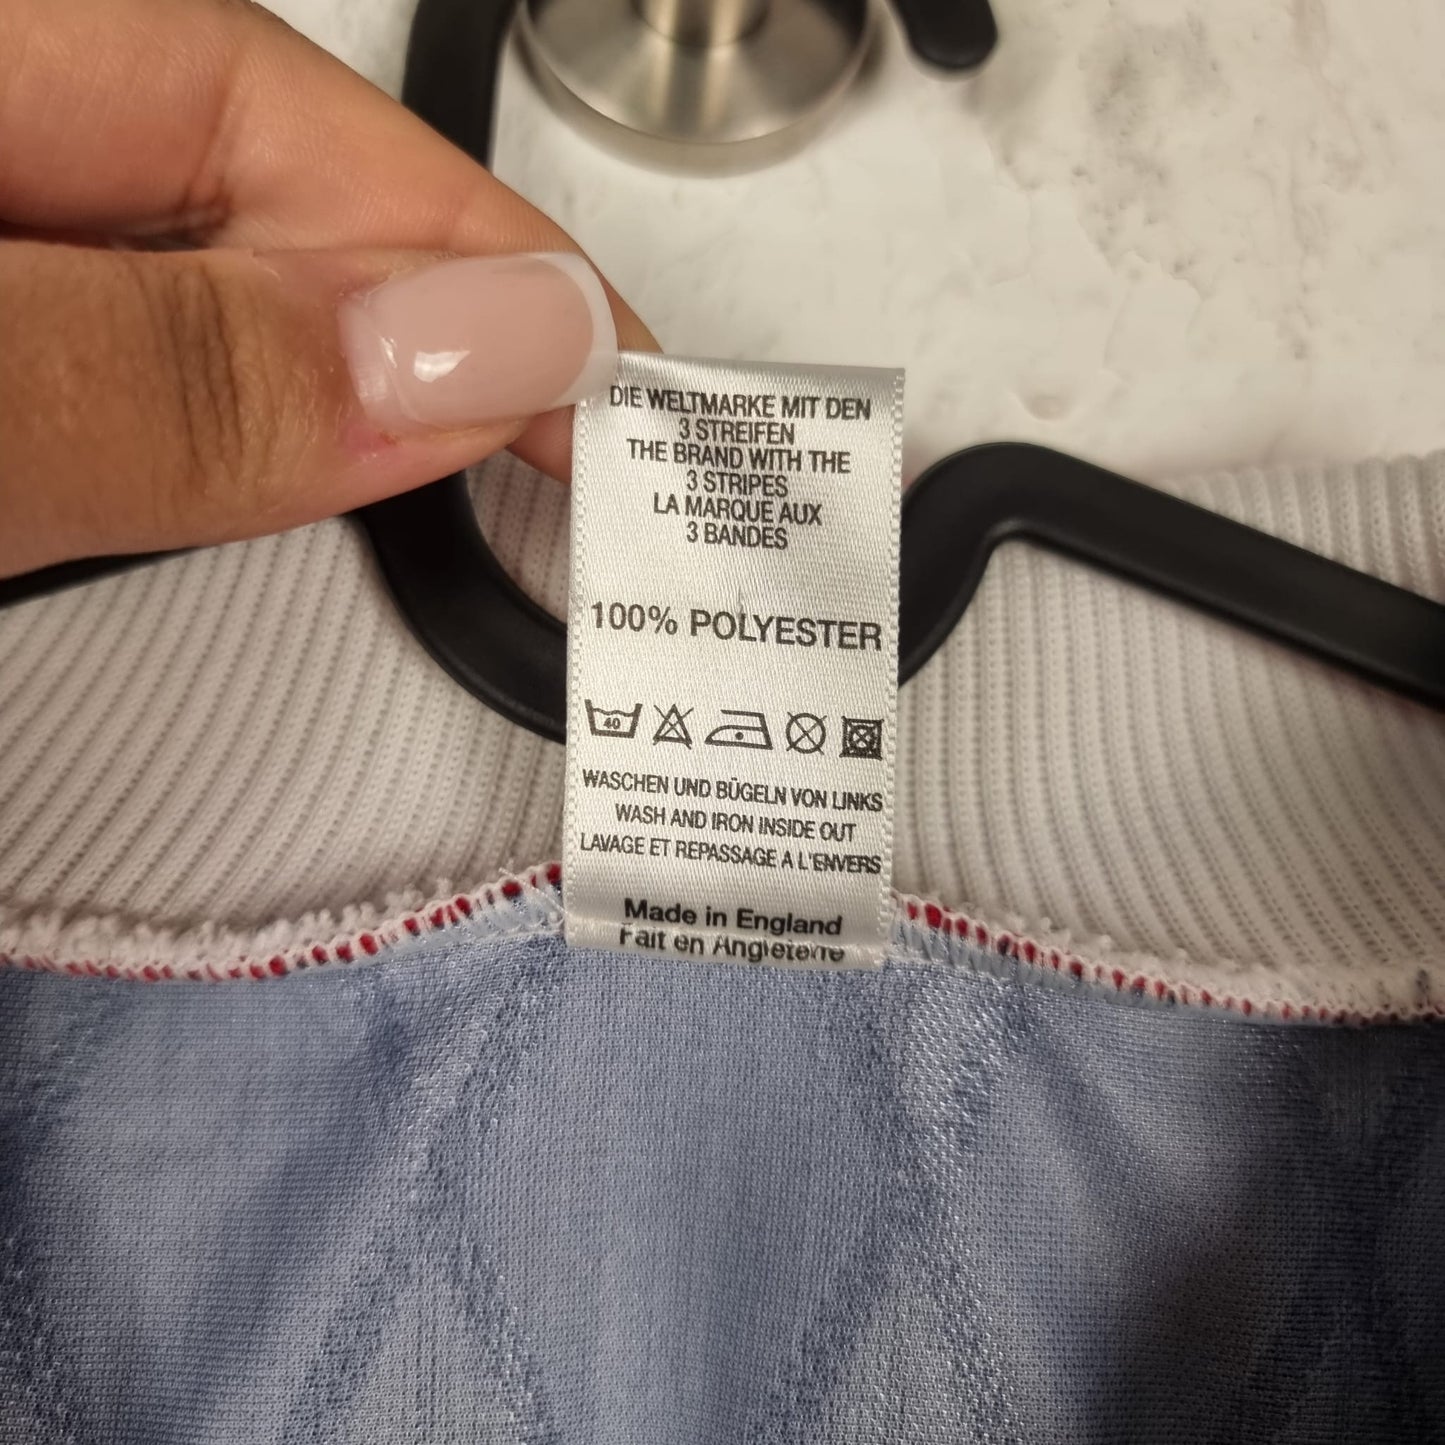 DIE WELTMARKE MIT DEN
3 STREIFEN
THE BRAND WITH THE
3 STRIPES
LA MARQUE AUX
3 BANDES
100% POLYESTER
40
WASCHEN UND BÜGELN VON LINKS
WASH AND IRON INSIDE OUT
LAVAGE ET REPASSAGE A L'ENVERS
Made in England
Fait en Angleterre